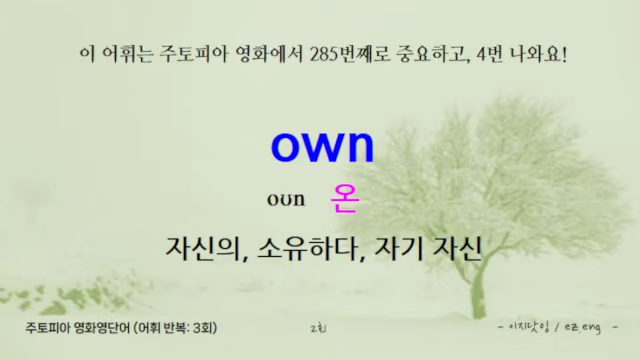 이 어휘는 주토피아 영화에서 285번째로 중요하고, 4번 나와요!
own
oʊn 온
자신의, 소유하다, 자기 자신
주토피아 영화영단어 (어휘 반복: 3회) 2회 - 이지닷잉 / ez.eng -